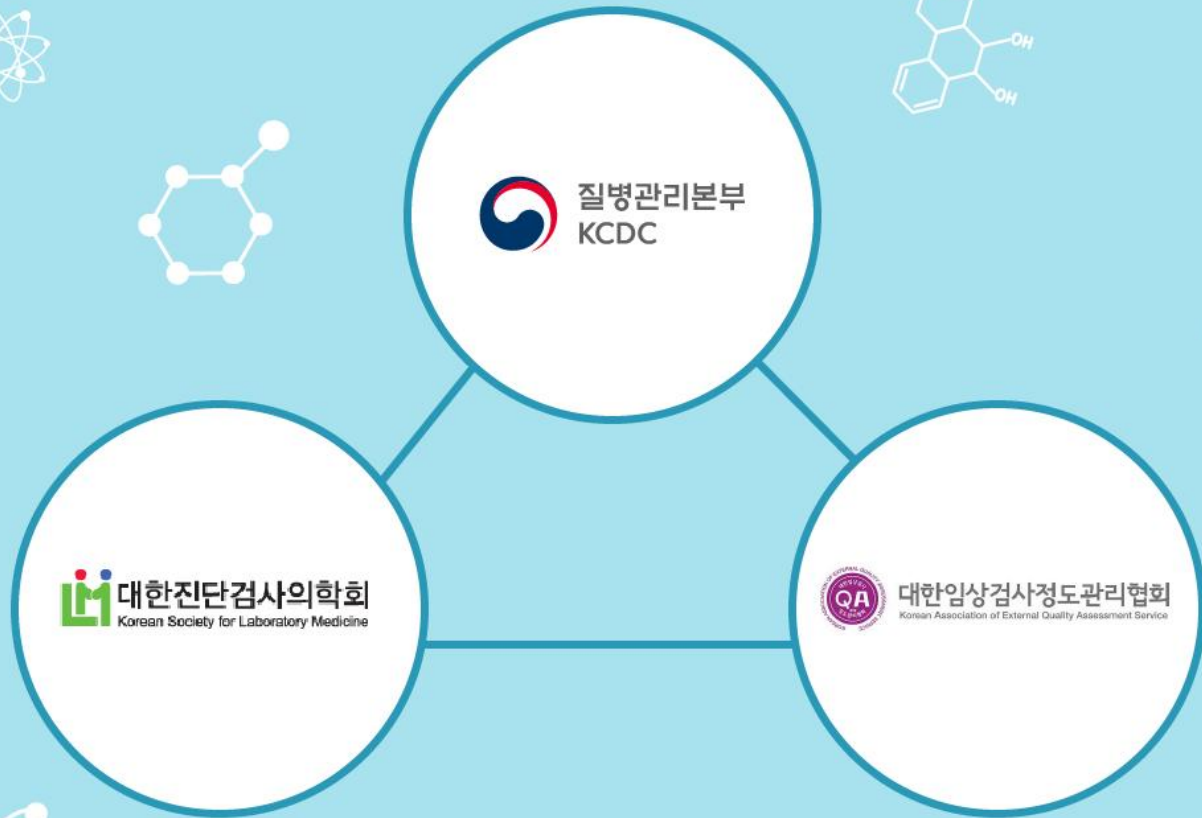 OH
OH
질병관리본부
KCDC
대한진단검사의학회
Korean Society for Laboratory Medicine
QA
대한임상검사정도관리협회
Korean Association of External Quality Assessment Service